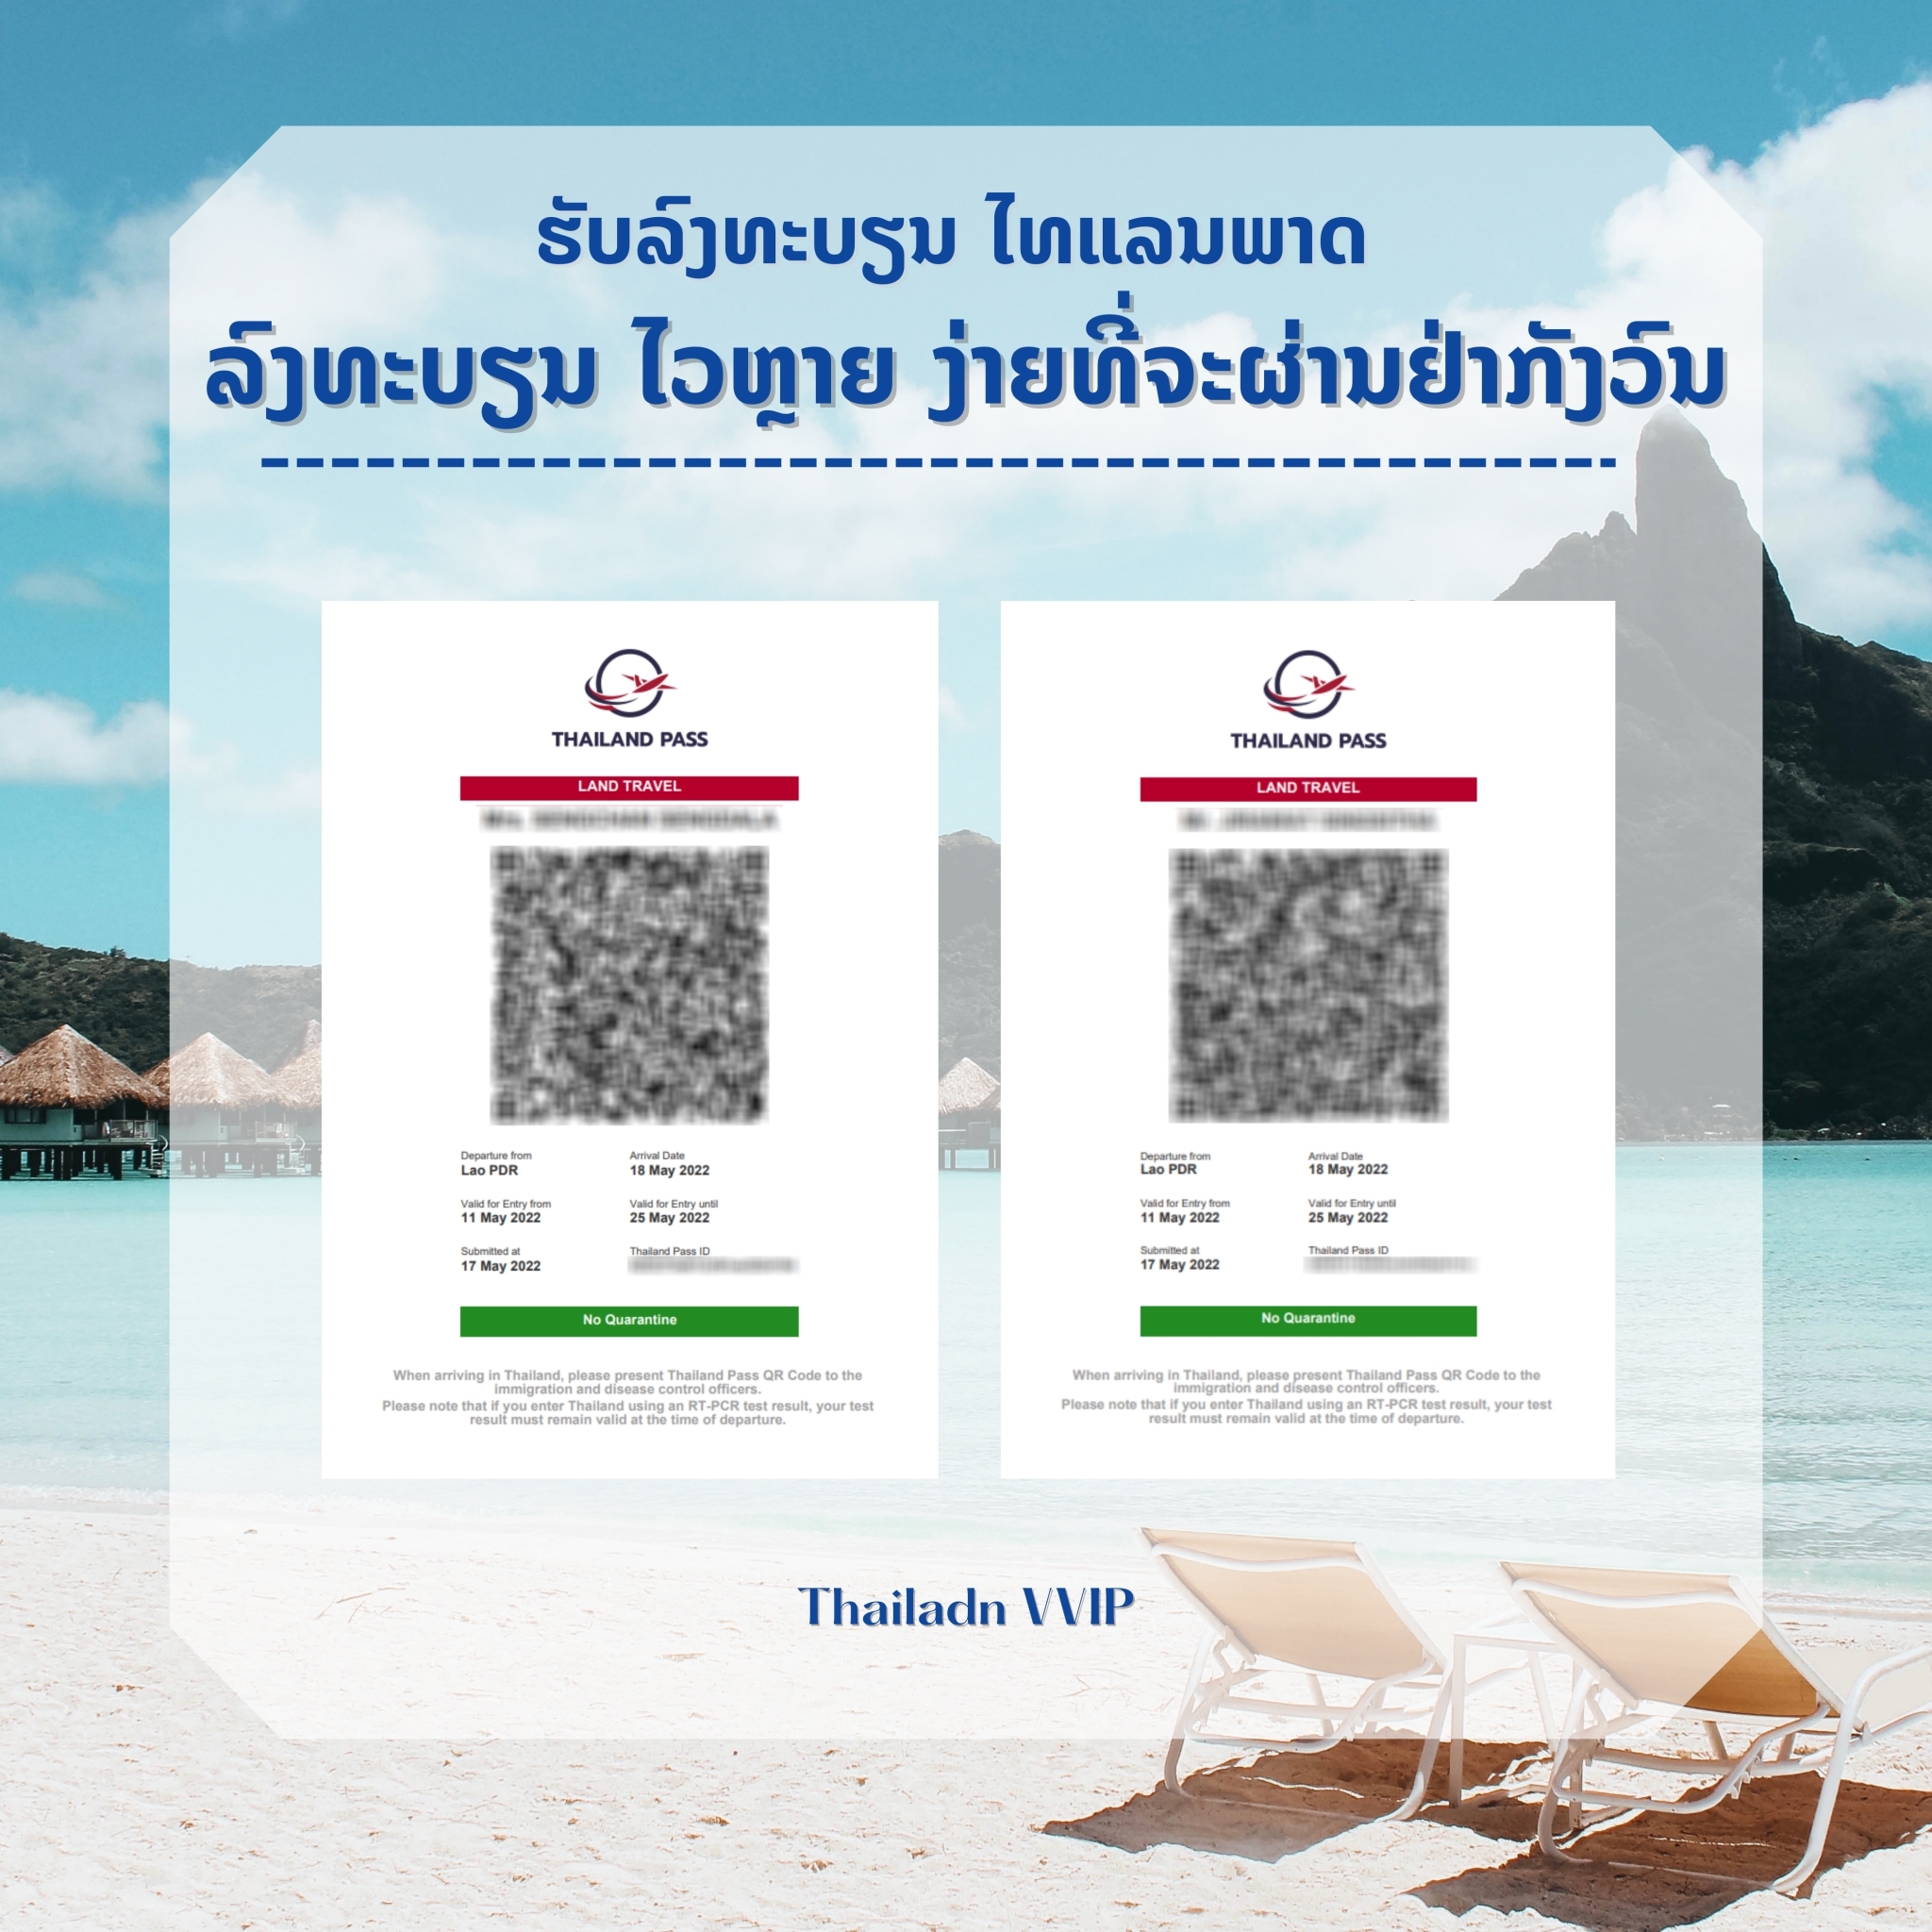 ຮັບລົງທະບຽນ ໄທແລນພາດ
ລົງທະບຽນ ໄວຫຼາຍ ງ່າຍທີ່ຈະຜ່ານຢ່າກັງວົນ
THAILAND PASS
LAND TRAVEL
Departure from
Arrival Date
Lao PDR
18 May 2022
Valid for Entry from
Valid for Entry until
11 May 2022
25 May 2022
Submitted at
Thailand Pass ID
17 May 2022
No Quarantine
When arriving in Thailand, please present Thailand Pass QR Code to the
immigration and disease control officers.
Please note that if you enter Thailand using an RT-PCR test result, your test
result must remain valid at the time of departure.
THAILAND PASS
LAND TRAVEL
Departure from
Arrival Date
Lao PDR
18 May 2022
Valid for Entry from
Valid for Entry until
11 May 2022
25 May 2022
Submitted at
Thailand Pass ID
17 May 2022
No Quarantine
When arriving in Thailand, please present Thailand Pass QR Code to the
immigration and disease control officers.
Please note that if you enter Thailand using an RT-PCR test result, your test
result must remain valid at the time of departure.
Thailadn VVIP